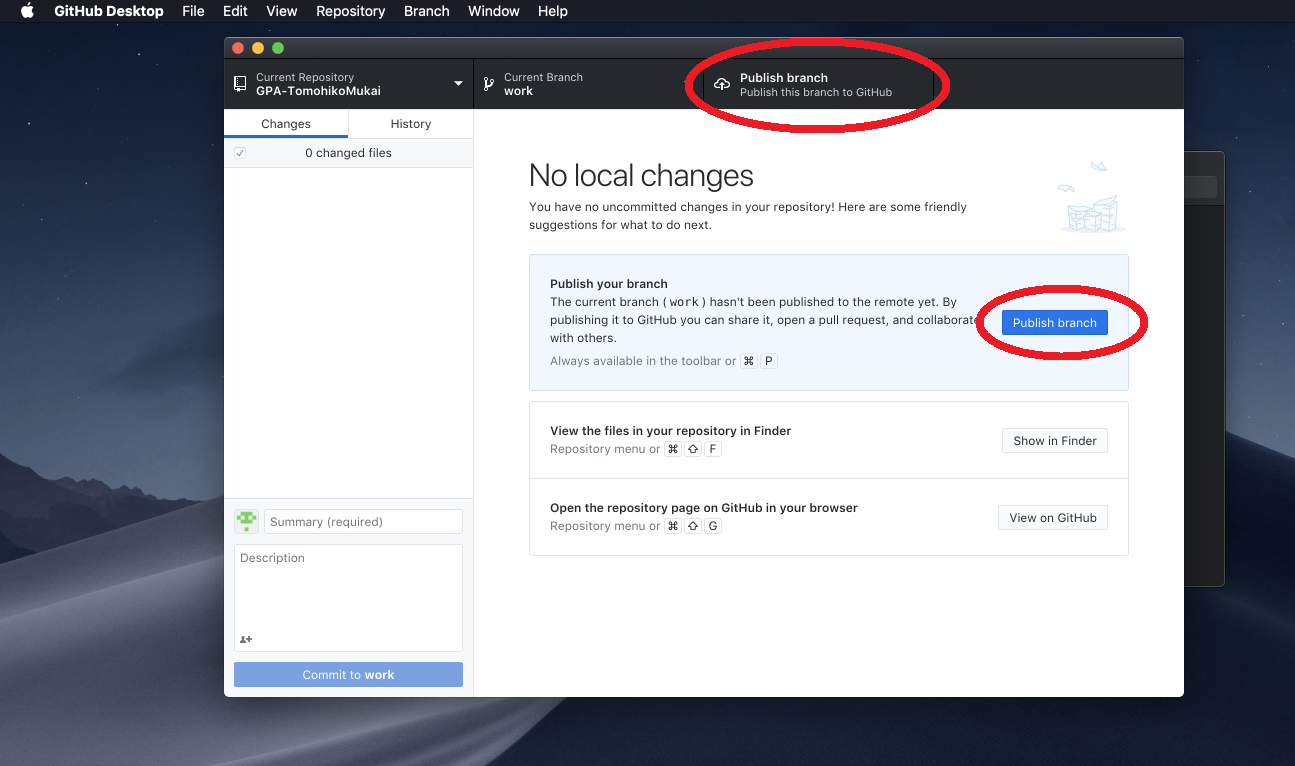 GitHub Desktop File Edit View Repository Branch Window Help
Current Repository
GPA-TomohikoMukai
Current Branch
work
Publish branch
Publish this branch to GitHub
Changes
History
0 changed files
No local changes
You have no uncommitted changes in your repository! Here are some friendly
suggestions for what to do next.
Publish your branch
The current branch (work) hasn't been published to the remote yet. By
publishing it to GitHub you can share it, open a pull request, and collaborate
with others.
Always available in the toolbar or ⌘ P
Publish branch
View the files in your repository in Finder
Repository menu or ⌘ ⇧ F
Show in Finder
Open the repository page on GitHub in your browser
Repository menu or ⌘ ⇧ G
View on GitHub
Summary (required)
Description
Commit to work